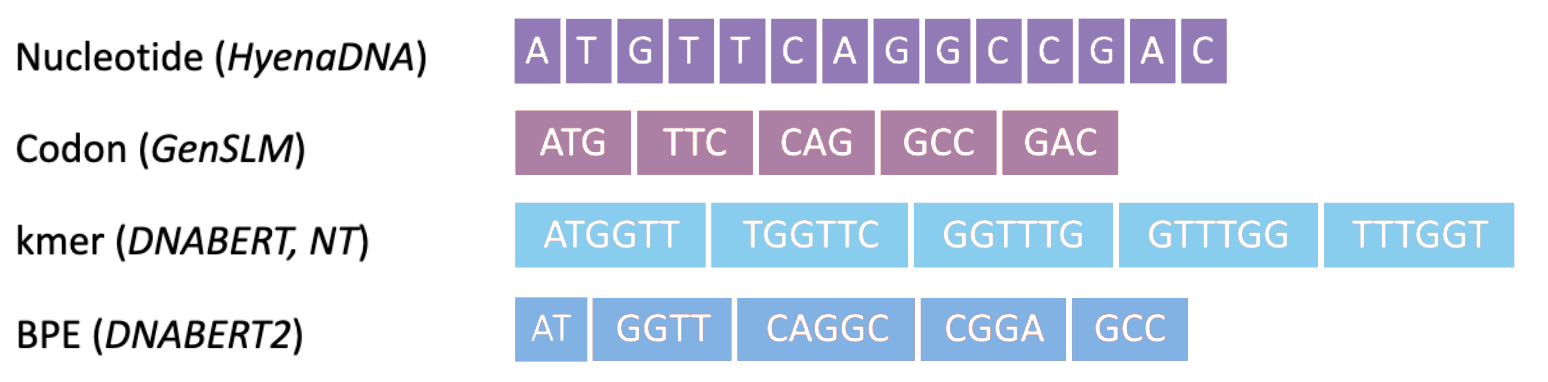 Nucleotide (HyenaDNA) A T G T T C A G G C C G A C
Codon (GenSLM) ATG TTC CAG GCC GAC
kmer (DNABERT, NT) ATGGTT TGGTTC GGTTTG GTTTGG TTTGGT
BPE (DNABERT2) AT GGTT CAGGC CGGA GCC